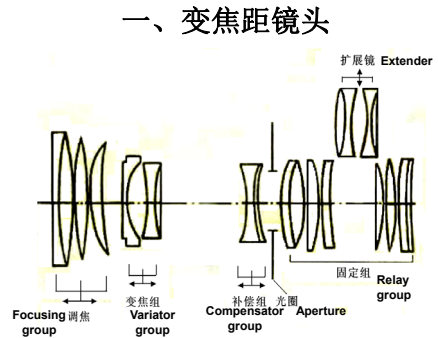 一、变焦距镜头
扩展镜 Extender
固定组
Relay
group
变焦组
Variator
group
补偿组
Compensator
group
光圈
Aperture
Focusing
group
调焦